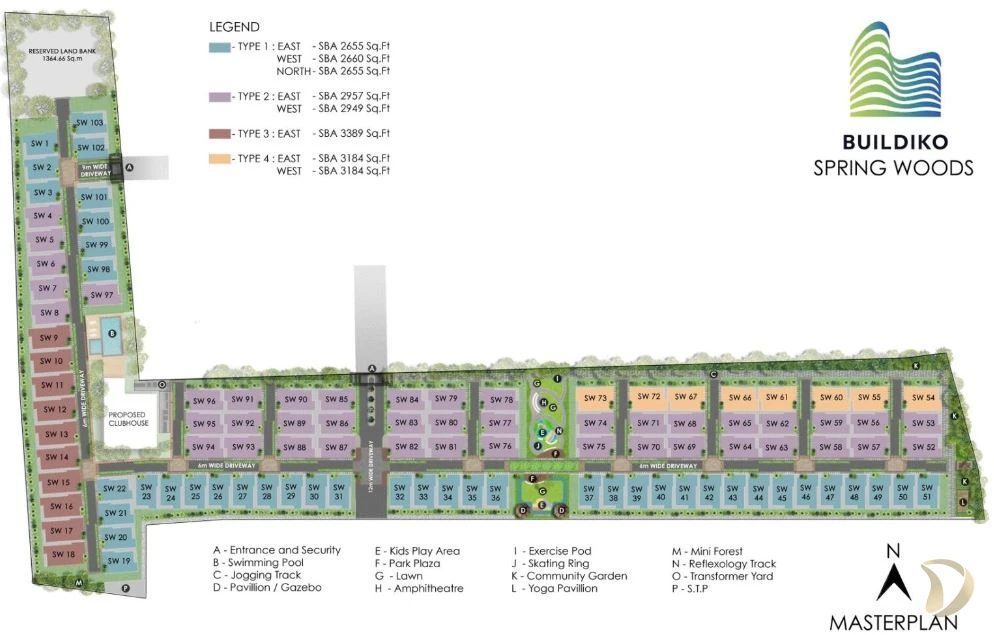 RESERVED LAND BANK
1364.66 Sq.m
LEGEND
- TYPE 1 : EAST - SBA 2655 Sq.Ft
WEST - SBA 2660 Sq.Ft
NORTH - SBA 2655 Sq.Ft
- TYPE 2 : EAST - SBA 2957 Sq.Ft
WEST - SBA 2949 Sq.Ft
- TYPE 3 : EAST - SBA 3389 Sq.Ft
- TYPE 4 : EAST - SBA 3184 Sq.Ft
WEST - SBA 3184 Sq.Ft
BUILDIKO
SPRING WOODS
SW 103
SW 102
9m WIDE
DRIVEWAY
A
SW 101
SW 100
SW 99
SW 98
SW 97
SW 1
SW 2
SW 3
SW 4
SW 5
SW 6
SW 7
SW 8
SW 9
SW 10
SW 11
SW 12
SW 13
SW 14
SW 15
SW 16
SW 17
SW 18
B
6m WIDE DRIVEWAY
O
PROPOSED
CLUBHOUSE
A
C
K
G
I
H
G
E
N
J
F
SW 96
SW 91
SW 90
SW 85
SW 84
SW 79
SW 78
SW 73
SW 72
SW 67
SW 66
SW 61
SW 60
SW 55
SW 54
SW 95
SW 92
SW 89
SW 86
SW 83
SW 80
SW 77
SW 74
SW 71
SW 68
SW 65
SW 62
SW 59
SW 56
SW 53
SW 94
SW 93
SW 88
SW 87
SW 82
SW 81
SW 76
SW 75
SW 70
SW 69
SW 64
SW 63
SW 58
SW 57
SW 52
K
6m WIDE DRIVEWAY
12m WIDE DRIVEWAY
6m WIDE DRIVEWAY
SW 22
SW 21
SW 20
SW 19
SW 23
SW 24
SW 25
SW 26
SW 27
SW 28
SW 29
SW 30
SW 31
SW 32
SW 33
SW 34
SW 35
SW 36
F
G
E
D
D
SW 37
SW 38
SW 39
SW 40
SW 41
SW 42
SW 43
SW 44
SW 45
SW 46
SW 47
SW 48
SW 49
SW 50
SW 51
K
L
M
P
A - Entrance and Security
B - Swimming Pool
C - Jogging Track
D - Pavillion / Gazebo
E - Kids Play Area
F - Park Plaza
G - Lawn
H - Amphitheatre
I - Exercise Pod
J - Skating Ring
K - Community Garden
L - Yoga Pavillion
M - Mini Forest
N - Reflexology Track
O - Transformer Yard
P - S.T.P
N
MASTERPLAN